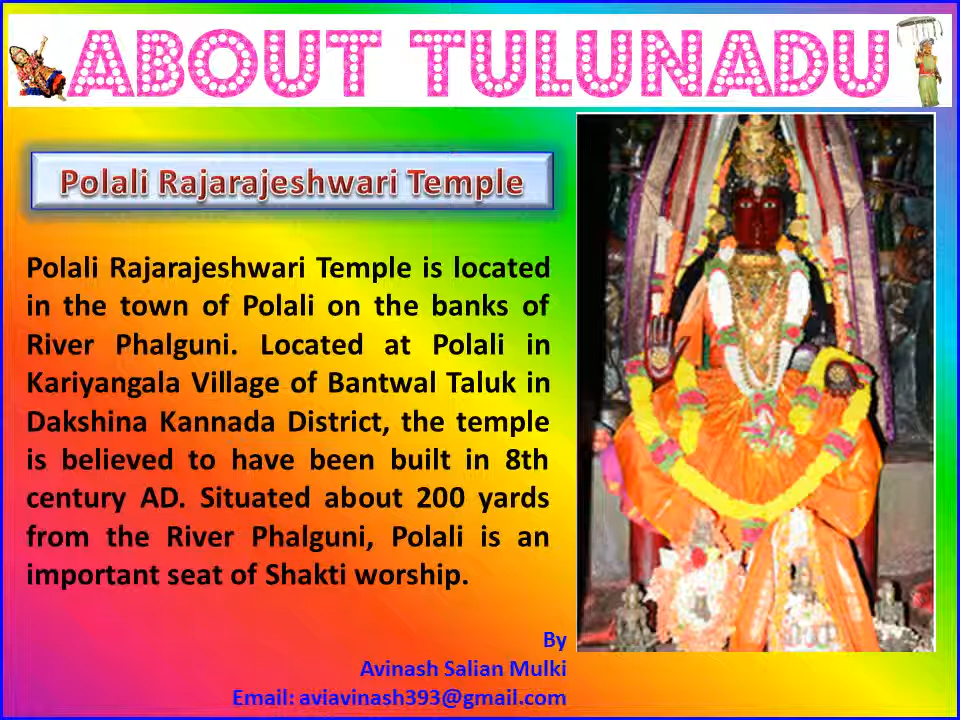 ABOUT TULUNADU
Polali Rajarajeshwari Temple
Polali Rajarajeshwari Temple is located
in the town of Polali on the banks of
River Phalguni. Located at Polali in
Kariyangala Village of Bantwal Taluk in
Dakshina Kannada District, the temple
is believed to have been built in 8th
century AD. Situated about 200 yards
from the River Phalguni, Polali is an
important seat of Shakti worship.
By
Avinash Salian Mulki
Email: aviavinash393@gmail.com